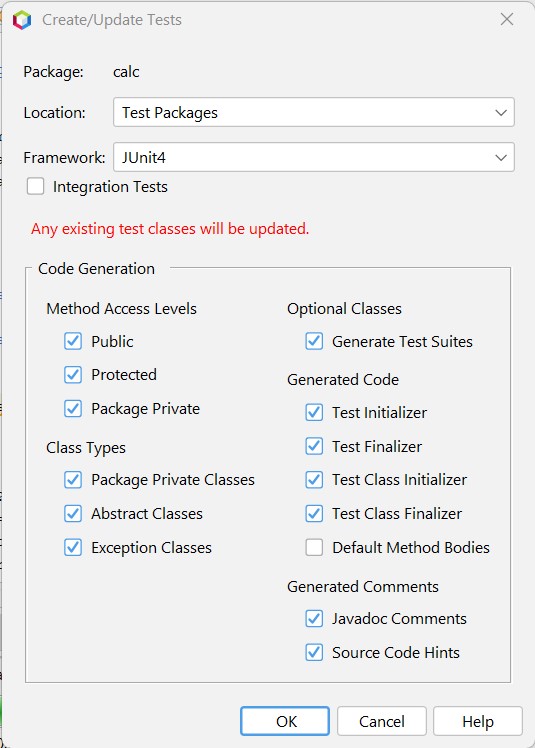 Create/Update Tests
Package: calc
Location: Test Packages
Framework: JUnit4
Integration Tests
Any existing test classes will be updated.
Code Generation
Method Access Levels
Public
Protected
Package Private
Class Types
Package Private Classes
Abstract Classes
Exception Classes
Optional Classes
Generate Test Suites
Generated Code
Test Initializer
Test Finalizer
Test Class Initializer
Test Class Finalizer
Default Method Bodies
Generated Comments
Javadoc Comments
Source Code Hints
OK Cancel Help